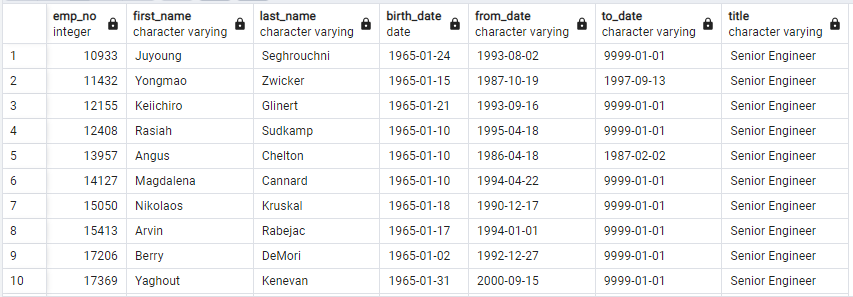 emp_no first_name last_name birth_date from_date to_date title
integer character varying character varying date character varying character varying character varying
1 10933 Juyoung Seghrouchni 1965-01-24 1993-08-02 9999-01-01 Senior Engineer
2 11432 Yongmao Zwicker 1965-01-15 1987-10-19 1997-09-13 Senior Engineer
3 12155 Keiichiro Glinert 1965-01-21 1993-09-16 9999-01-01 Senior Engineer
4 12408 Rasiah Sudkamp 1965-01-10 1995-04-18 9999-01-01 Senior Engineer
5 13957 Angus Chelton 1965-01-10 1986-04-18 1987-02-02 Senior Engineer
6 14127 Magdalena Cannard 1965-01-10 1994-04-22 9999-01-01 Senior Engineer
7 15050 Nikolaos Kruskal 1965-01-18 1990-12-17 9999-01-01 Senior Engineer
8 15413 Arvin Rabejac 1965-01-17 1994-01-01 9999-01-01 Senior Engineer
9 17206 Berry DeMori 1965-01-02 1992-12-27 9999-01-01 Senior Engineer
10 17369 Yaghout Kenevan 1965-01-31 2000-09-15 9999-01-01 Senior Engineer